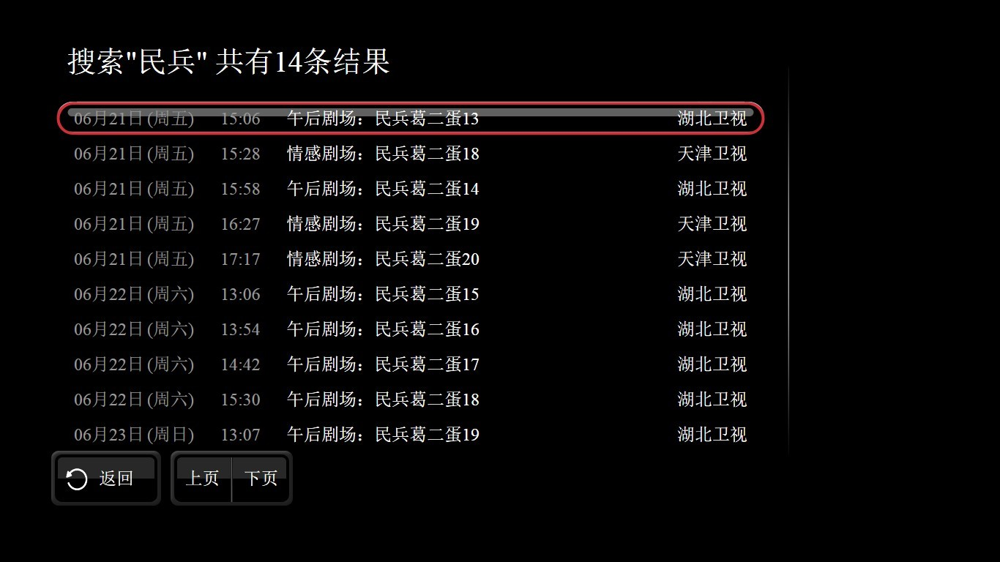 搜索"民兵" 共有14条结果
06月21日 (周五) 15:06 午后剧场：民兵葛二蛋13 湖北卫视
06月21日 (周五) 15:28 情感剧场：民兵葛二蛋18 天津卫视
06月21日 (周五) 15:58 午后剧场：民兵葛二蛋14 湖北卫视
06月21日 (周五) 16:27 情感剧场：民兵葛二蛋19 天津卫视
06月21日 (周五) 17:17 情感剧场：民兵葛二蛋20 天津卫视
06月22日 (周六) 13:06 午后剧场：民兵葛二蛋15 湖北卫视
06月22日 (周六) 13:54 午后剧场：民兵葛二蛋16 湖北卫视
06月22日 (周六) 14:42 午后剧场：民兵葛二蛋17 湖北卫视
06月22日 (周六) 15:30 午后剧场：民兵葛二蛋18 湖北卫视
06月23日 (周日) 13:07 午后剧场：民兵葛二蛋19 湖北卫视
返回 上页 下页